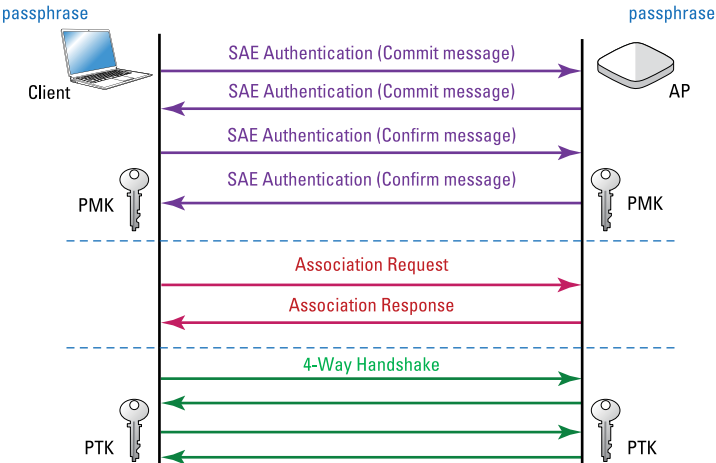 passphrase
passphrase
SAE Authentication (Commit message)
Client
SAE Authentication (Commit message)
AP
SAE Authentication (Confirm message)
SAE Authentication (Confirm message)
PMK
PMK
Association Request
Association Response
4-Way Handshake
PTK
PTK